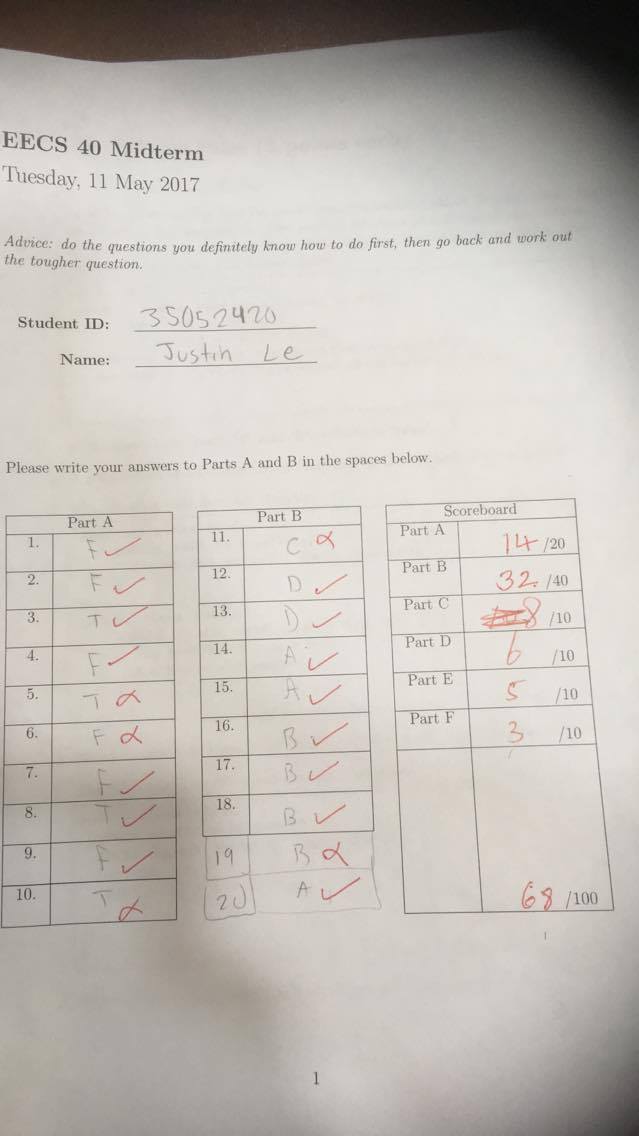 EECS 40 Midterm
Tuesday, 11 May 2017
Advice: do the questions you definitely know how to do first, then go back and work out
the tougher question.
Student ID: 35052420
Name: Justin Le
Please write your answers to Parts A and B in the spaces below.
Part A
1. F ✓
2. F ✓
3. T ✓
4. F ✓
5. T α
6. F α
7. F ✓
8. T ✓
9. F ✓
10. T α
Part B
11. C α
12. D ✓
13. D ✓
14. A ✓
15. A ✓
16. B ✓
17. B ✓
18. B ✓
19 B α
20 A ✓
Scoreboard
Part A 14 /20
Part B 32 /40
Part C 8 /10
Part D 6 /10
Part E 5 /10
Part F 3 /10
68 /100
1